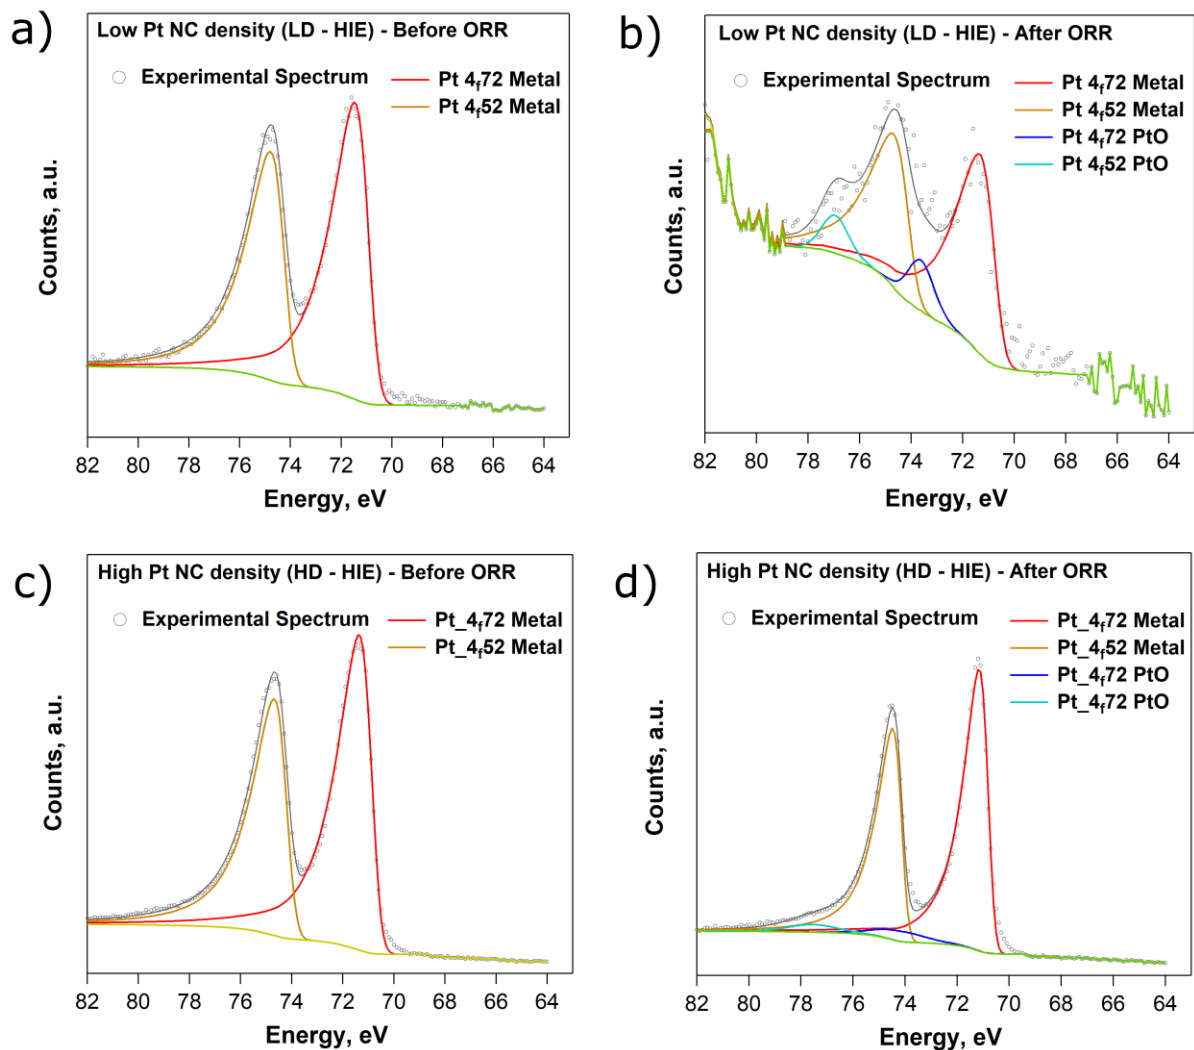 a)
Low Pt NC density (LD - HIE) - Before ORR
Experimental Spectrum
Pt 4f72 Metal
Pt 4f52 Metal
Counts, a.u.
82 80 78 76 74 72 70 68 66 64
Energy, eV
b)
Low Pt NC density (LD - HIE) - After ORR
Experimental Spectrum
Pt 4f72 Metal
Pt 4f52 Metal
Pt 4f72 PtO
Pt 4f52 PtO
Counts, a.u.
82 80 78 76 74 72 70 68 66 64
Energy, eV
c)
High Pt NC density (HD - HIE) - Before ORR
Experimental Spectrum
Pt_4f72 Metal
Pt_4f52 Metal
Counts, a.u.
82 80 78 76 74 72 70 68 66 64
Energy, eV
d)
High Pt NC density (HD - HIE) - After ORR
Experimental Spectrum
Pt_4f72 Metal
Pt_4f52 Metal
Pt_4f72 PtO
Pt_4f72 PtO
Counts, a.u.
82 80 78 76 74 72 70 68 66 64
Energy, eV